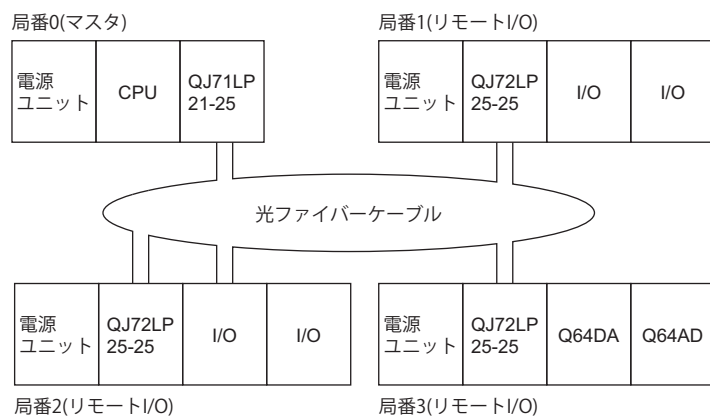 局番0(マスタ)
局番1(リモートI/O)
電源
ユニット
CPU
QJ71LP
21-25
電源
ユニット
QJ72LP
25-25
I/O
I/O
光ファイバーケーブル
電源
ユニット
QJ72LP
25-25
I/O
I/O
電源
ユニット
QJ72LP
25-25
Q64DA
Q64AD
局番2(リモートI/O)
局番3(リモートI/O)